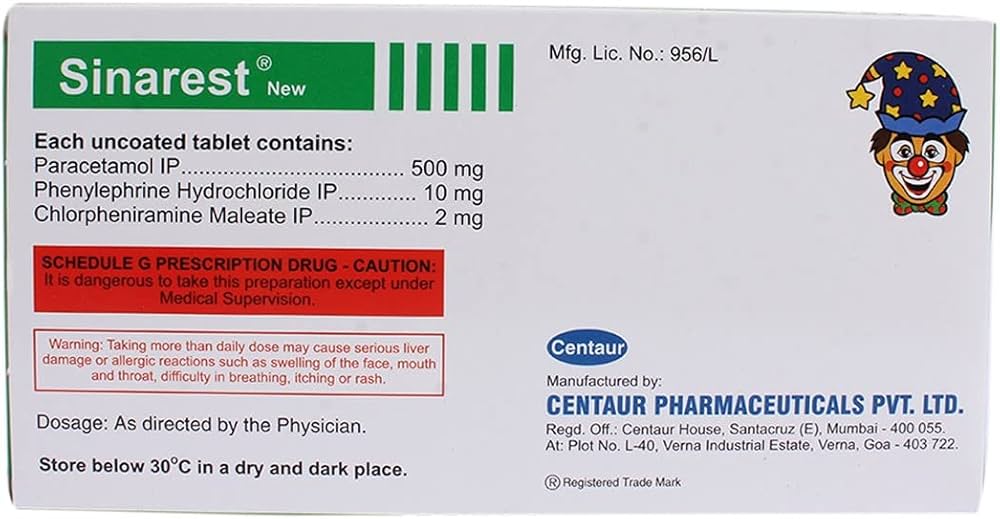 Sinarest® New
Each uncoated tablet contains:
Paracetamol IP..................................... 500 mg
Phenylephrine Hydrochloride IP............. 10 mg
Chlorpheniramine Maleate IP................... 2 mg
SCHEDULE G PRESCRIPTION DRUG - CAUTION:
It is dangerous to take this preparation except under
Medical Supervision.
Warning: Taking more than daily dose may cause serious liver
damage or allergic reactions such as swelling of the face, mouth
and throat, difficulty in breathing, itching or rash.
Dosage: As directed by the Physician.
Store below 30°C in a dry and dark place.
Mfg. Lic. No.: 956/L
Centaur
Manufactured by:
CENTAUR PHARMACEUTICALS PVT. LTD.
Regd. Off.: Centaur House, Santacruz (E), Mumbai - 400 055.
At: Plot No. L-40, Verna Industrial Estate, Verna, Goa - 403 722.
® Registered Trade Mark